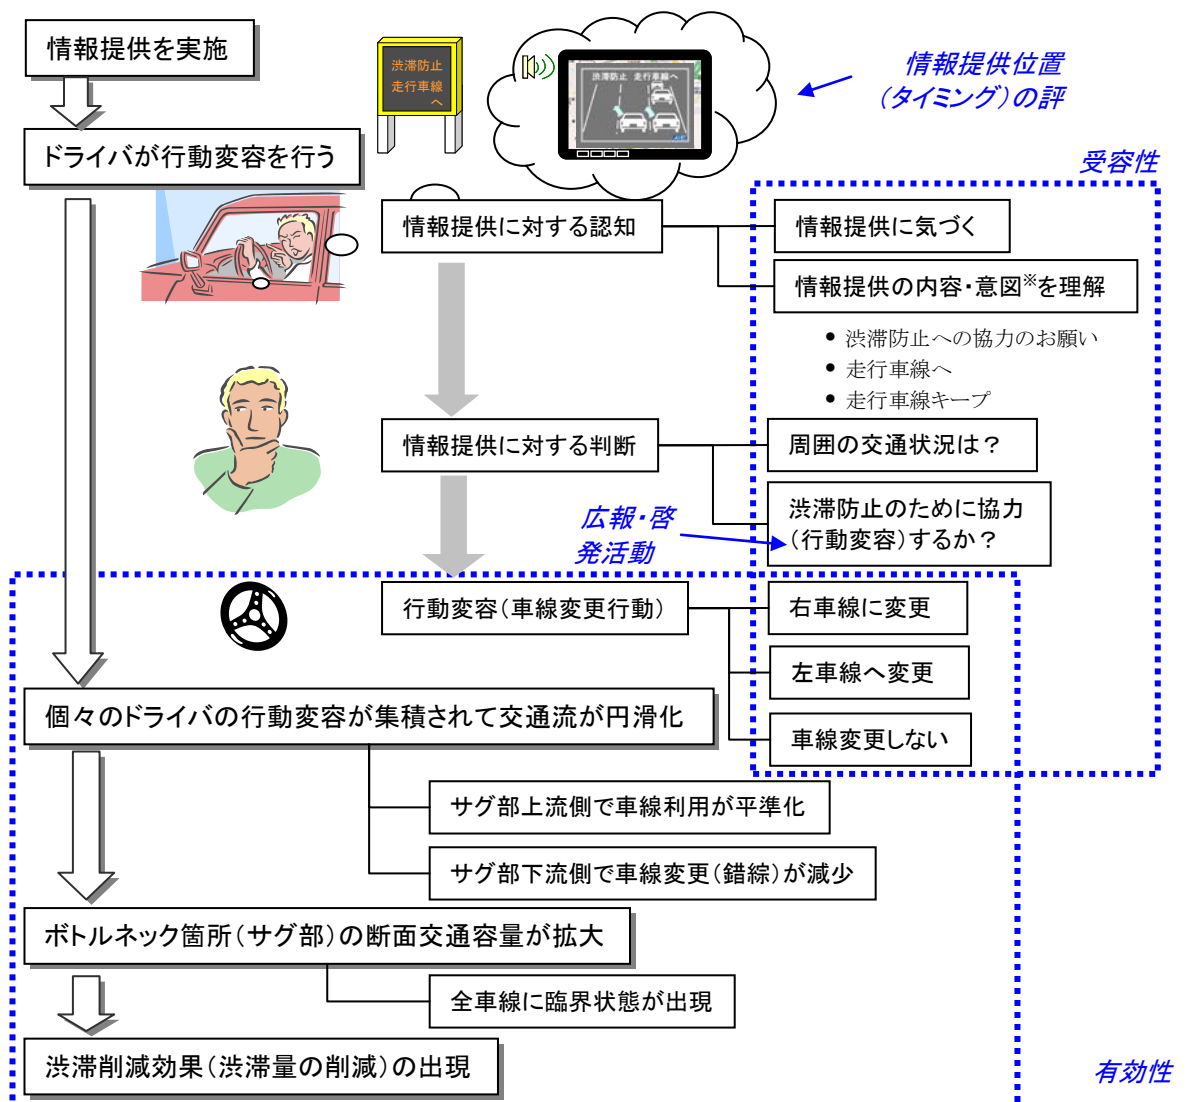 情報提供を実施
渋滞防止
走行車線
へ
渋滞防止 走行車線へ
情報提供位置
(タイミング)の評
ドライバが行動変容を行う
受容性
情報提供に対する認知
情報提供に気づく
情報提供の内容・意図※を理解
• 渋滞防止への協力のお願い
• 走行車線へ
• 走行車線キープ
情報提供に対する判断
周囲の交通状況は？
渋滞防止のために協力
(行動変容)するか？
広報・啓
発活動
行動変容(車線変更行動)
右車線に変更
左車線へ変更
車線変更しない
個々のドライバの行動変容が集積されて交通流が円滑化
サグ部上流側で車線利用が平準化
サグ部下流側で車線変更(錯綜)が減少
ボトルネック箇所(サグ部)の断面交通容量が拡大
全車線に臨界状態が出現
渋滞削減効果(渋滞量の削減)の出現
有効性